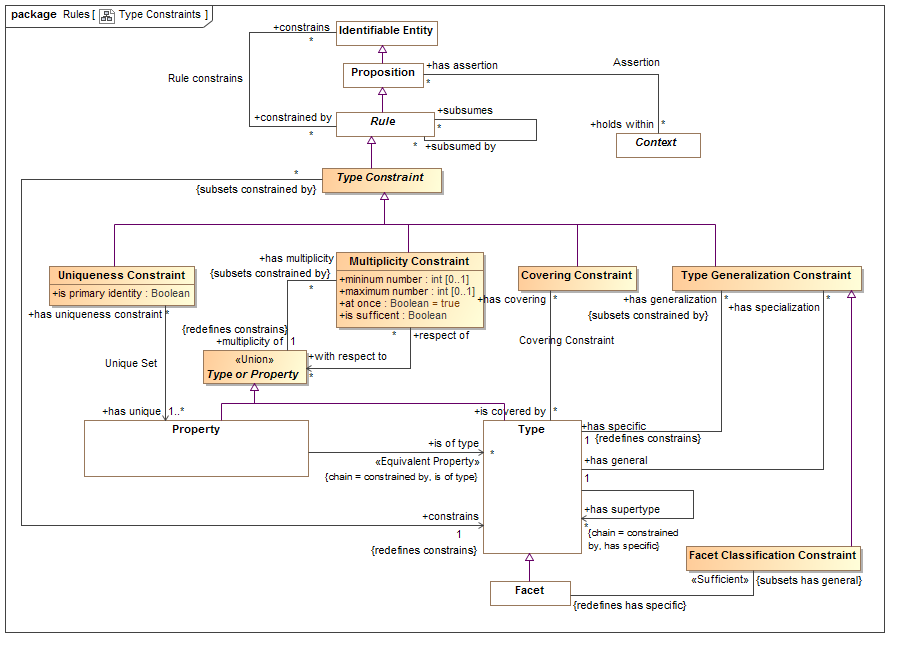 package Rules [ Type Constraints ]
+constrains
*
Identifiable Entity
Rule constrains
Proposition
+has assertion
*
Assertion
+constrained by
*
Rule
+subsumes
*
* +subsumed by
+holds within *
Context
*
{subsets constrained by}
Type Constraint
Uniqueness Constraint
+is primary identity : Boolean
+has uniqueness constraint *
+has multiplicity
{subsets constrained by}
*
Multiplicity Constraint
+mininum number : int [0..1]
+maximum number : int [0..1]
+at once : Boolean = true
+is sufficent : Boolean
Covering Constraint
+has covering *
Type Generalization Constraint
+has generalization *
{subsets constrained by}
+has specialization *
{redefines constrains}
+multiplicity of 1
* +respect of
Covering Constraint
Unique Set
«Union»
Type or Property
+with respect to
*
+has unique 1..*
+is covered by *
Property
Type
+has specific
1 {redefines constrains}
+is of type
*
«Equivalent Property»
{chain = constrained by, is of type}
+has general
1
+has supertype
*
{chain = constrained
by, has specific}
+constrains
1
{redefines constrains}
Facet Classification Constraint
«Sufficient» {subsets has general}
Facet
{redefines has specific}